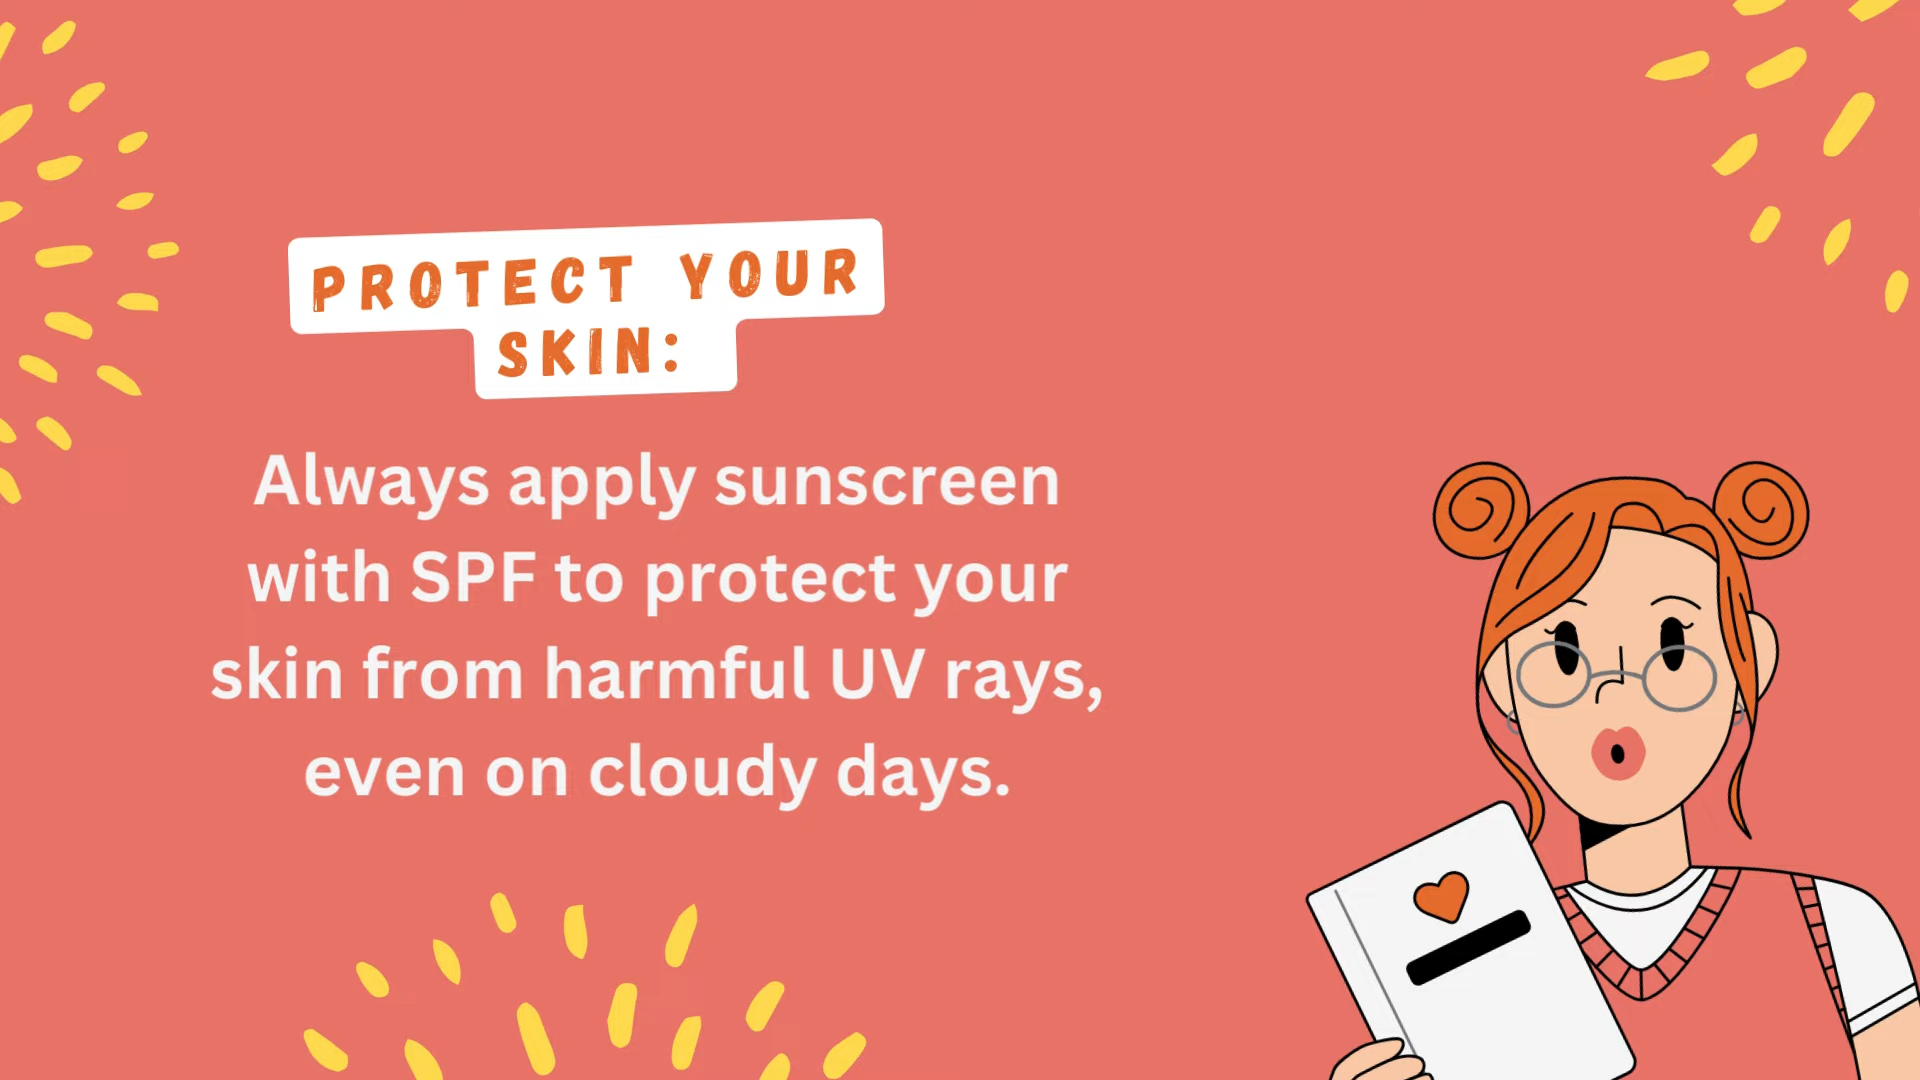 PROTECT YOUR
SKIN:
Always apply sunscreen
with SPF to protect your
skin from harmful UV rays,
even on cloudy days.